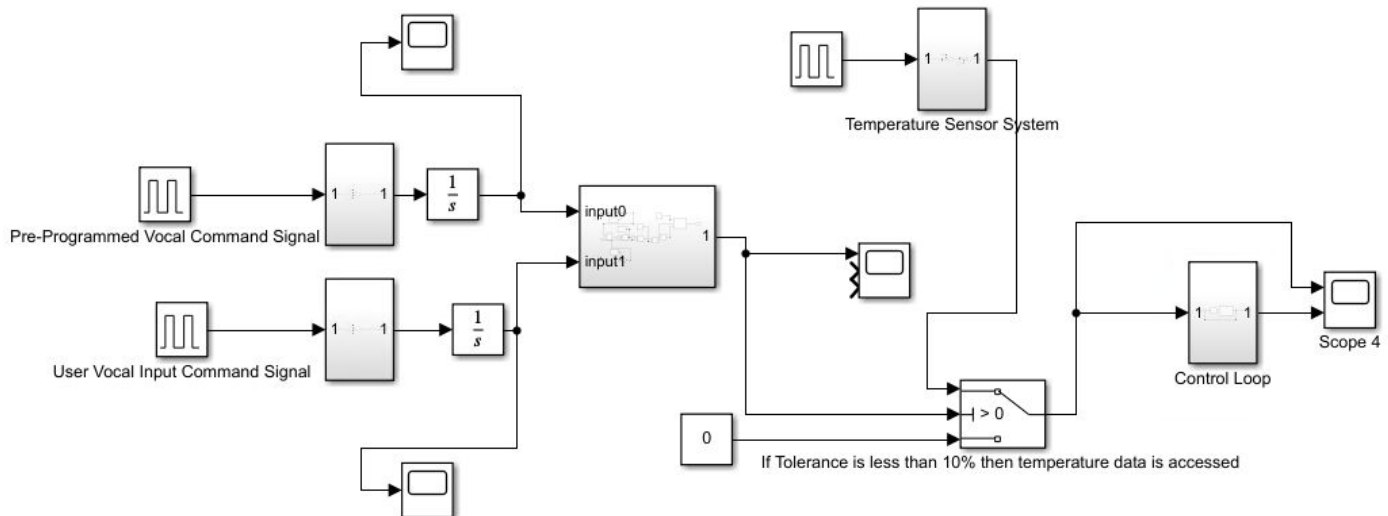 1 1
Temperature Sensor System
1 1
1
s
Pre-Programmed Vocal Command Signal
input0
1
input1
1 1
1
s
User Vocal Input Command Signal
1 1
Scope 4
Control Loop
> 0
0
If Tolerance is less than 10% then temperature data is accessed